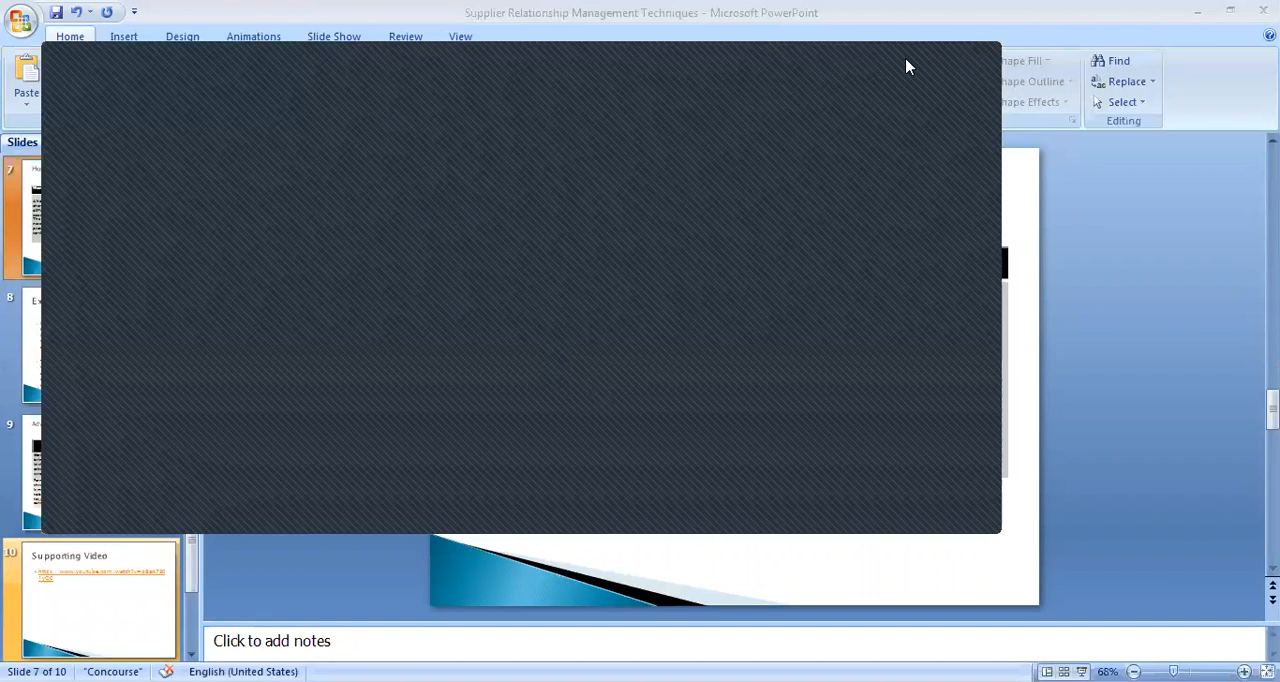 Supplier Relationship Management Techniques - Microsoft PowerPoint
Home Insert Design Animations Slide Show Review View
Paste
hape Fill
hape Outline
hape Effects
Find
Replace
Select
Editing
Slides
7
8
9
10
Supporting Video
Click to add notes
Slide 7 of 10 "Concourse" English (United States) 68%